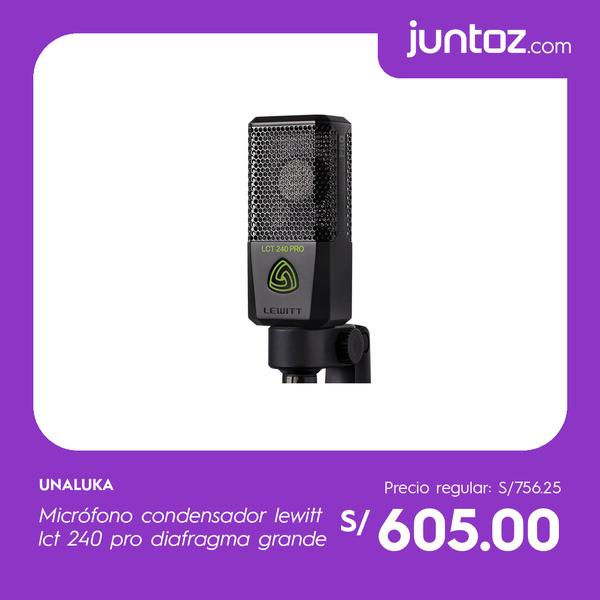 juntoz.com
LCT 240 PRO
LEWITT
UNALUKA
Micrófono condensador lewitt
lct 240 pro diafragma grande
Precio regular: S/756.25
S/ 605.00